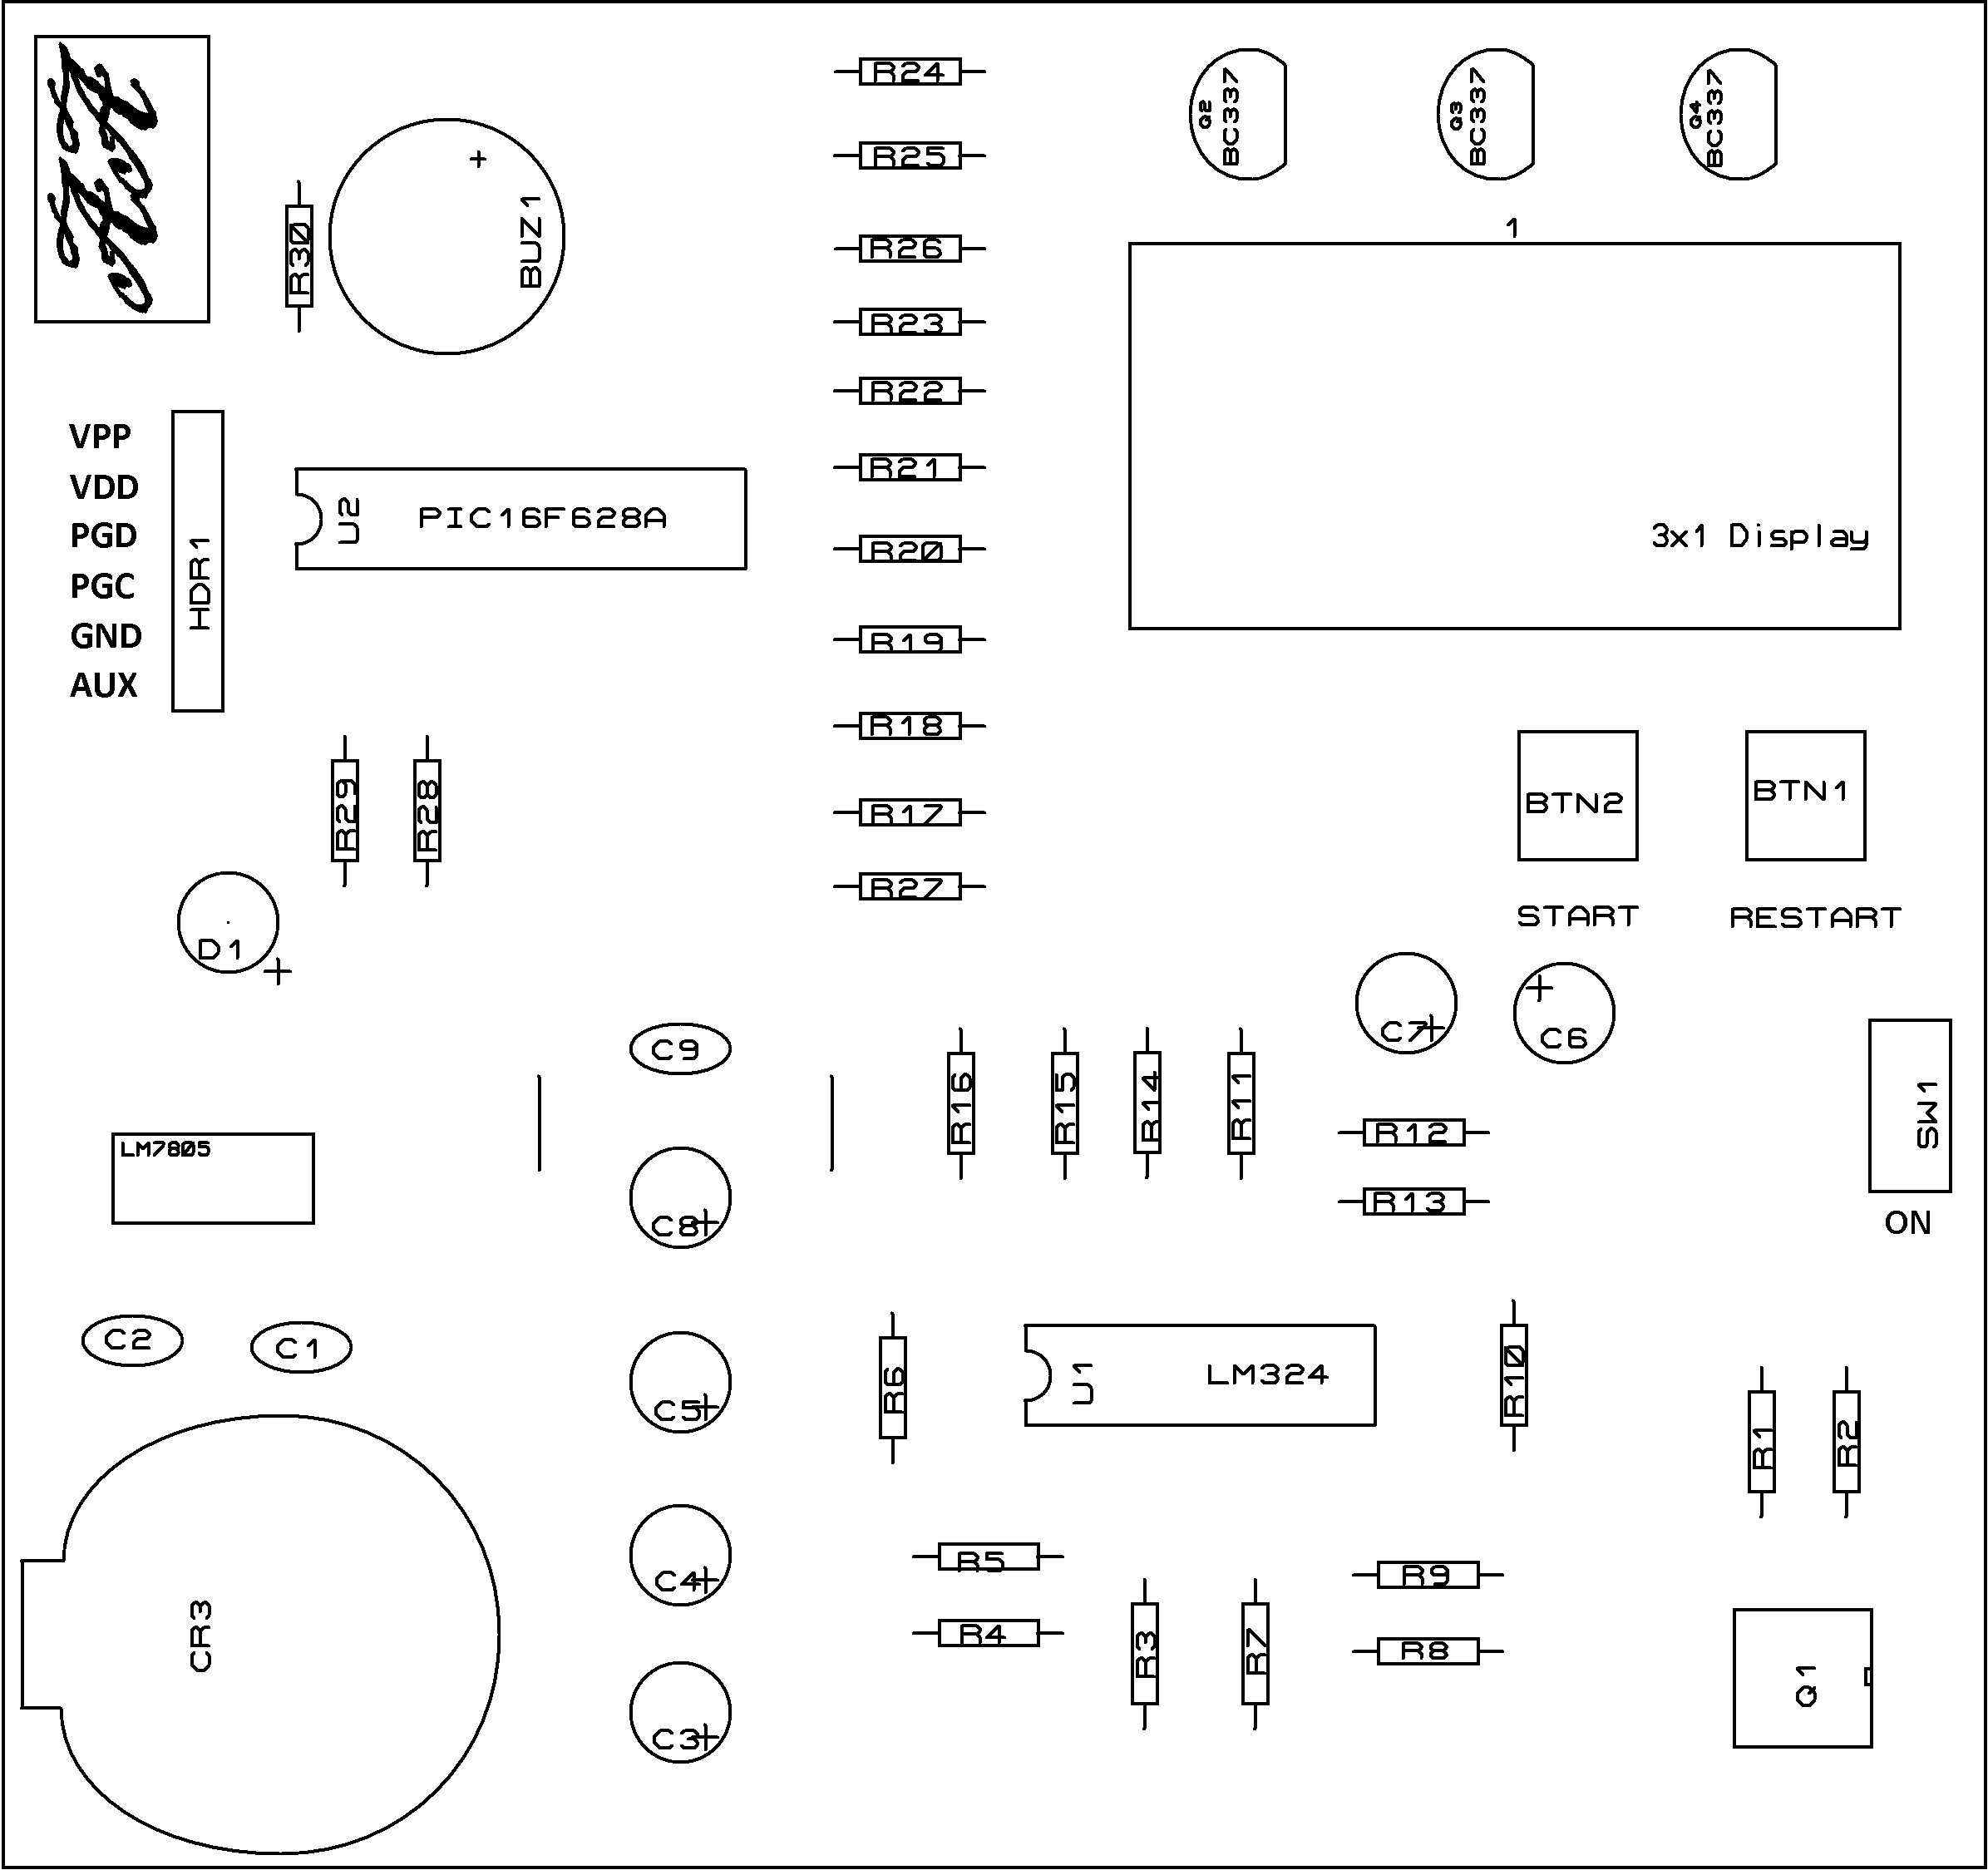 R24
Q2
BC337
Q3
BC337
Q4
BC337
R25
+
BUZ1
R30
R26
1
R23
R22
VPP
VDD
PGD
PGC
GND
AUX
HDR1
U2
PIC16F628A
R21
R20
3x1 Display
R19
R18
R29
R28
R17
BTN2
BTN1
R27
START
RESTART
D1
+
C9
C7
+
+
C6
R16
R15
R14
R11
R12
SW1
LM7805
C8
+
R13
ON
C2
C1
R6
U1
LM324
R10
C5
+
R1
R2
R5
C4
+
R9
CR3
R4
R3
R7
R8
Q1
C3
+